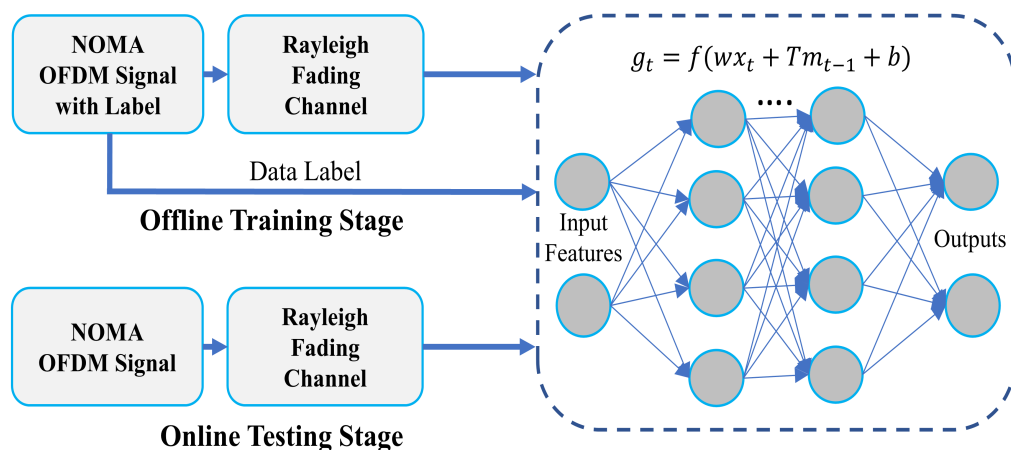 NOMA
OFDM Signal
with Label
Rayleigh
Fading
Channel
Data Label
Offline Training Stage
NOMA
OFDM Signal
Rayleigh
Fading
Channel
Online Testing Stage
g_t = f(wx_t + Tm_{t−1} + b)
....
Input
Features
Outputs